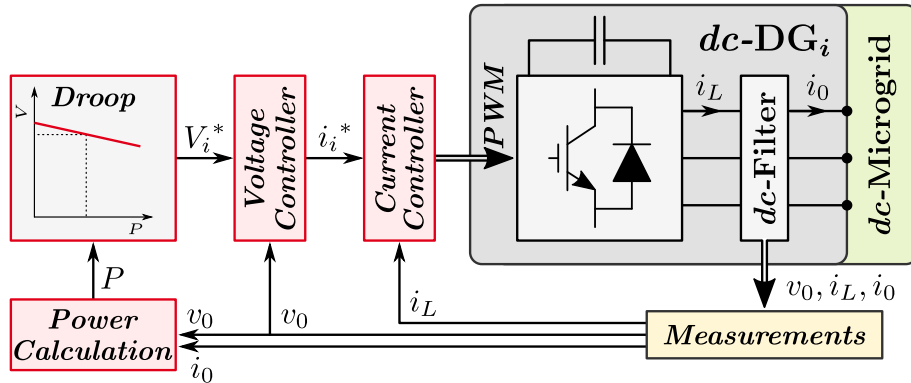 dc-DG_i
Droop
V
P
V_i^*
Voltage
Controller
i_i^*
Current
Controller
PWM
i_L
dc-Filter
i_0
dc-Microgrid
P
Power
Calculation
v_0
v_0
i_0
i_L
v_0, i_L, i_0
Measurements